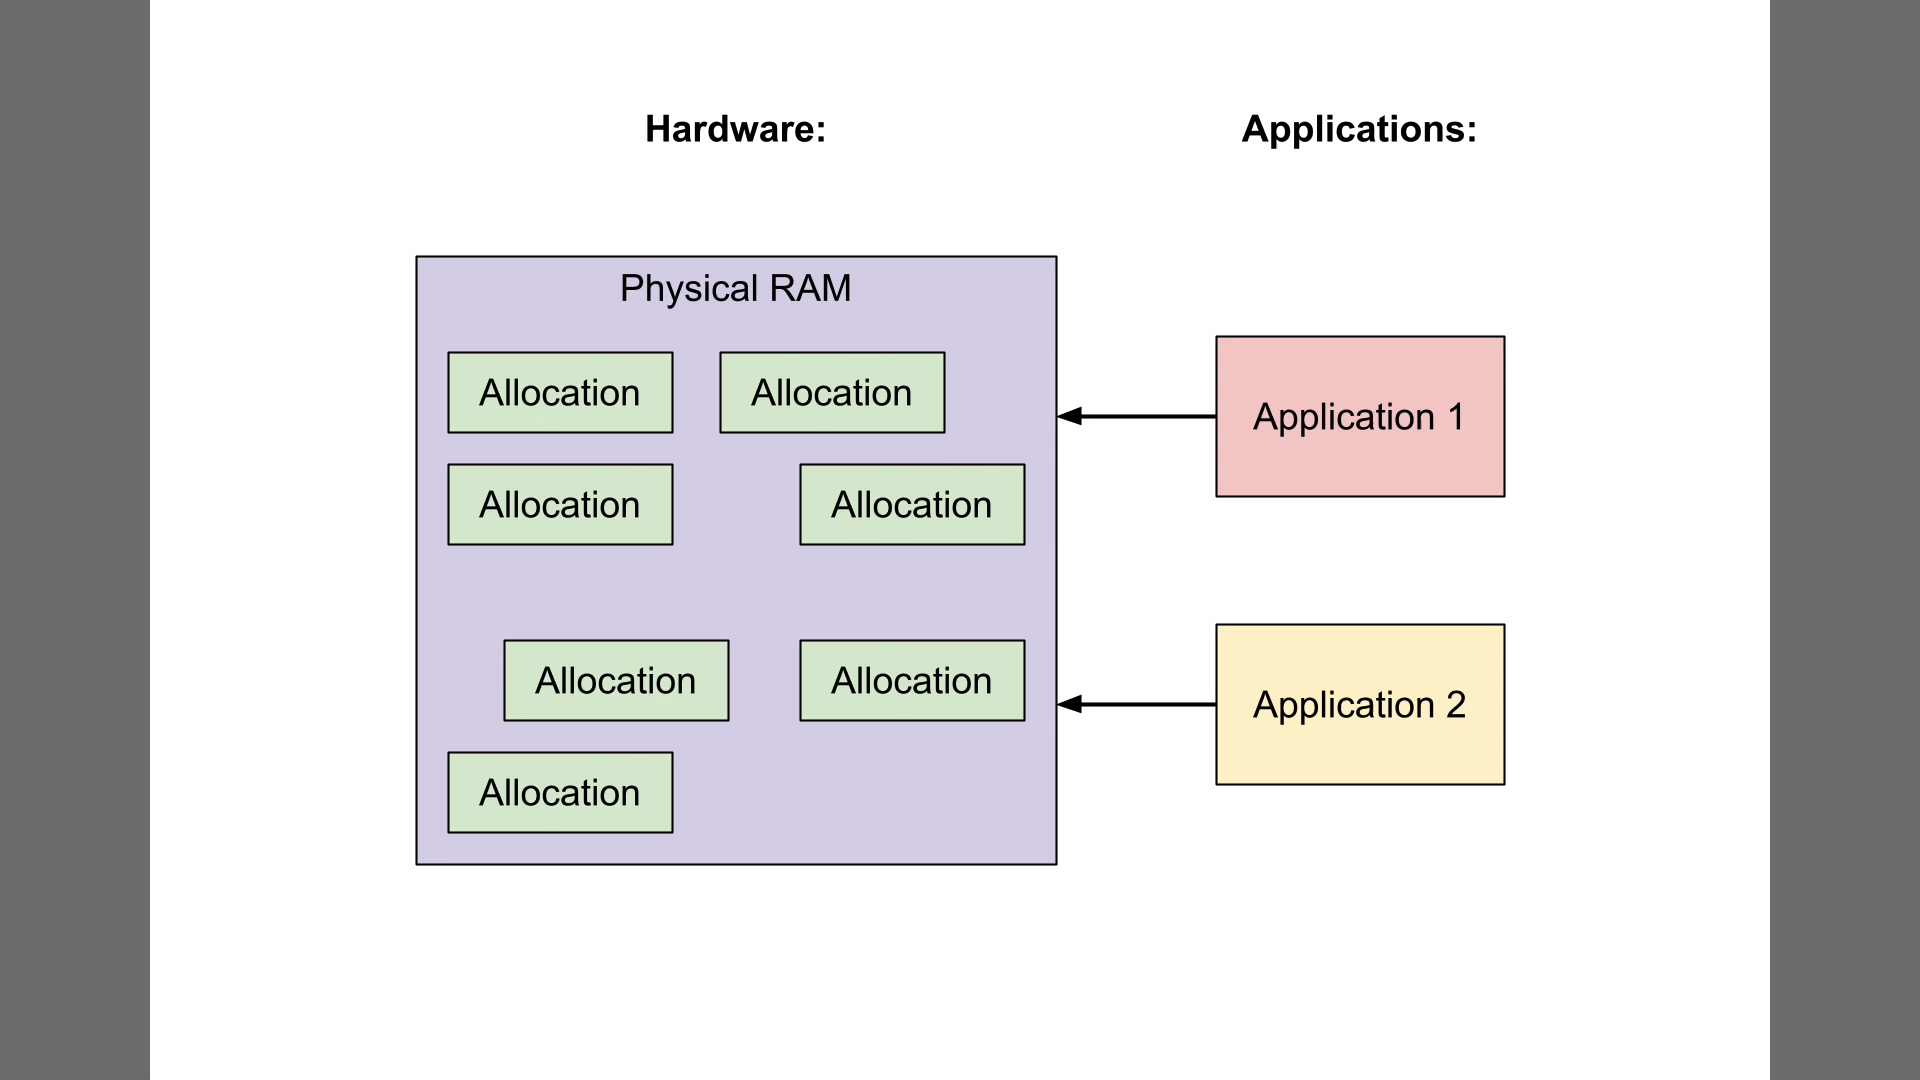 Hardware:
Applications:
Physical RAM
Allocation
Allocation
Allocation
Allocation
Allocation
Allocation
Allocation
Application 1
Application 2